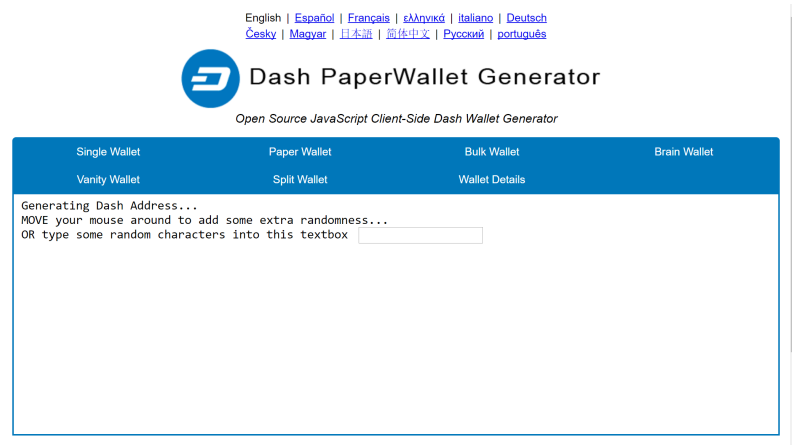 English | Español | Français | ελληνικά | italiano | Deutsch
Česky | Magyar | 日本語 | 简体中文 | Русский | português
Dash PaperWallet Generator
Open Source JavaScript Client-Side Dash Wallet Generator
Single Wallet Paper Wallet Bulk Wallet Brain Wallet
Vanity Wallet Split Wallet Wallet Details
Generating Dash Address...
MOVE your mouse around to add some extra randomness...
OR type some random characters into this textbox